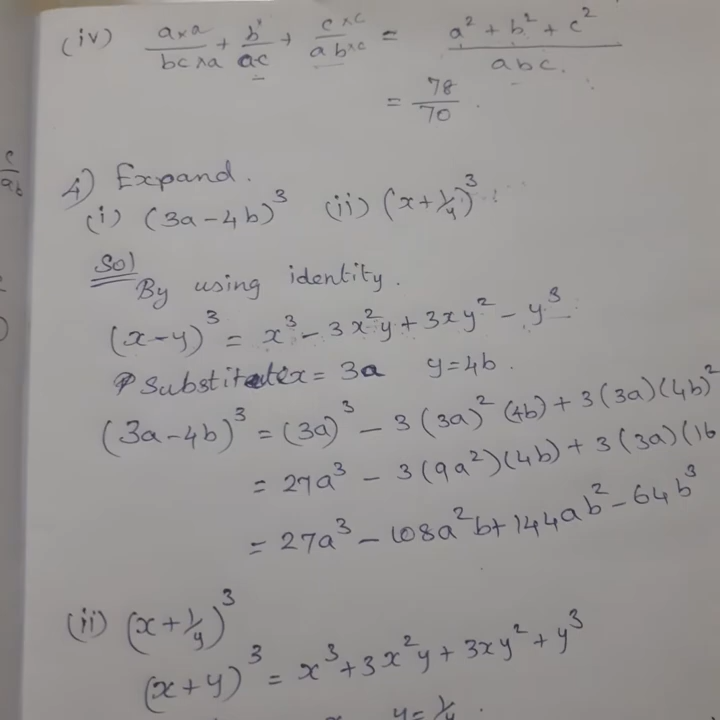 (iv) a×a/bc×a + b²/ac + c×c/ab×c = a² + b² + c²/abc.
= 78/70.
c/ab
4) Expand.
(i) (3a-4b)³ (ii) (x+1/y)³
Sol
By using identity.
(x-y)³ = x³ - 3x²y + 3xy² - y³
Substitute x = 3a y = 4b.
(3a-4b)³ = (3a)³ - 3(3a)²(4b) + 3(3a)(4b)²
= 27a³ - 3(9a²)(4b) + 3(3a)(16
= 27a³ - 108a²b + 144ab² - 64b³
(ii) (x+1/y)³
(x+y)³ = x³ + 3x²y + 3xy² + y³
y = 1/y.